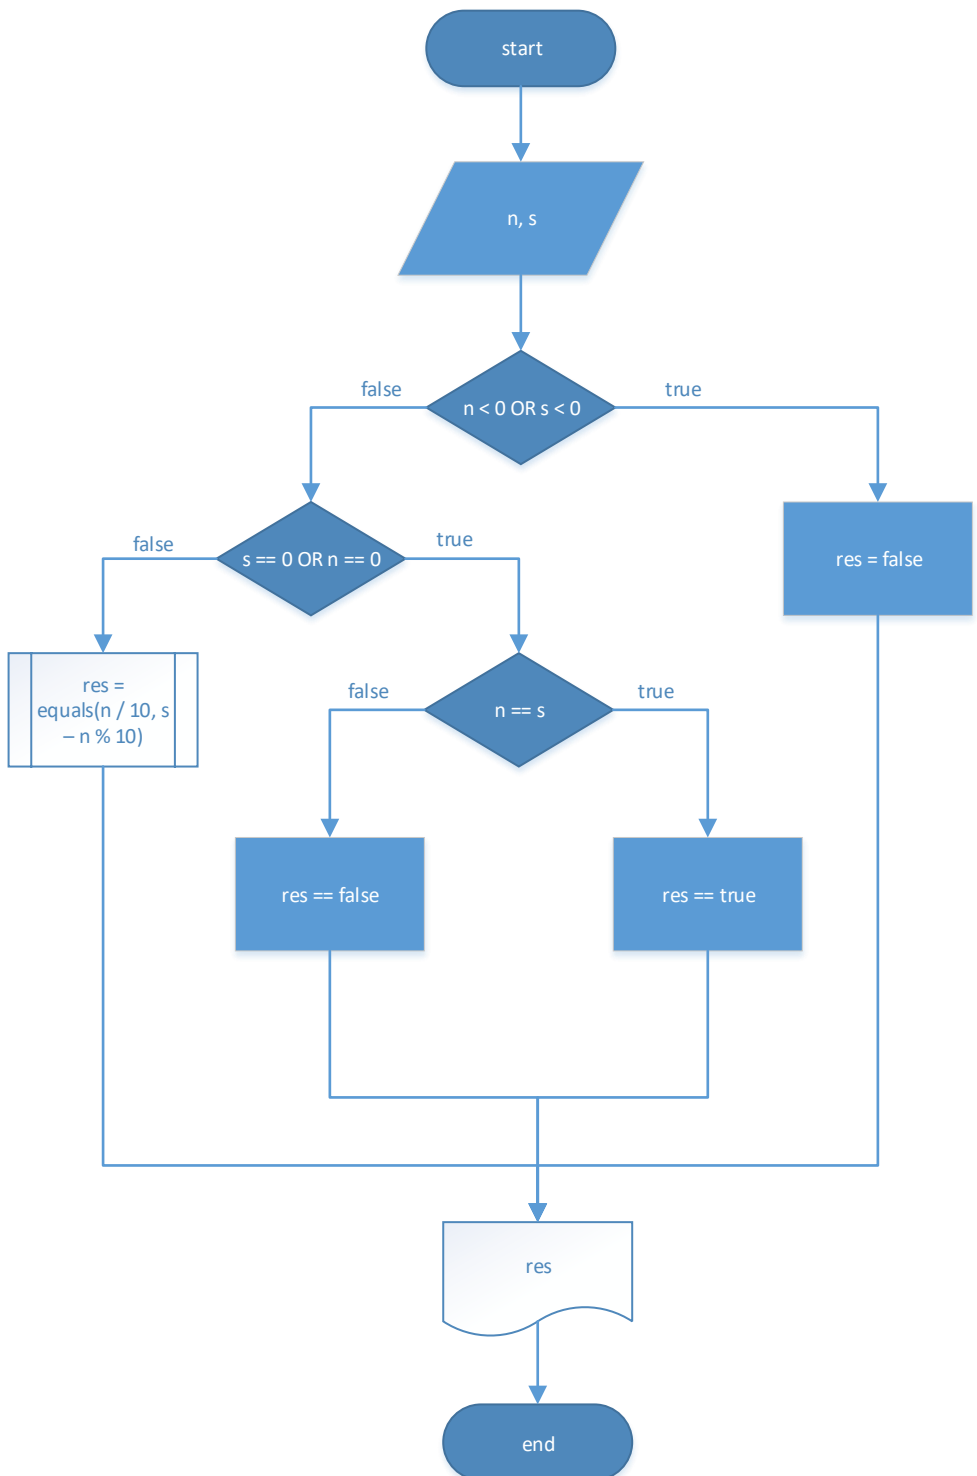 start
n, s
false
true
n < 0 OR s < 0
false
true
s == 0 OR n == 0
res = false
res =
equals(n / 10, s
– n % 10)
false
true
n == s
res == false
res == true
res
end